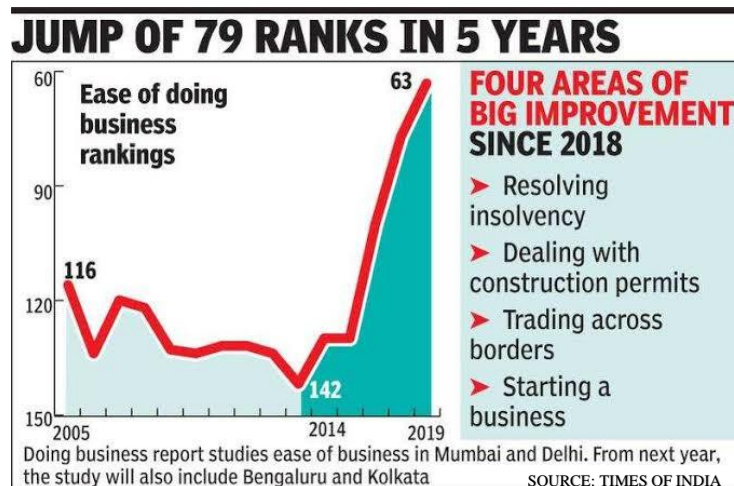 JUMP OF 79 RANKS IN 5 YEARS
60
90
120
150
Ease of doing
business
rankings
116
142
63
2005
2014
2019
FOUR AREAS OF
BIG IMPROVEMENT
SINCE 2018
➤ Resolving
insolvency
➤ Dealing with
construction permits
➤ Trading across
borders
➤ Starting a
business
Doing business report studies ease of business in Mumbai and Delhi. From next year,
the study will also include Bengaluru and Kolkata
SOURCE: TIMES OF INDIA